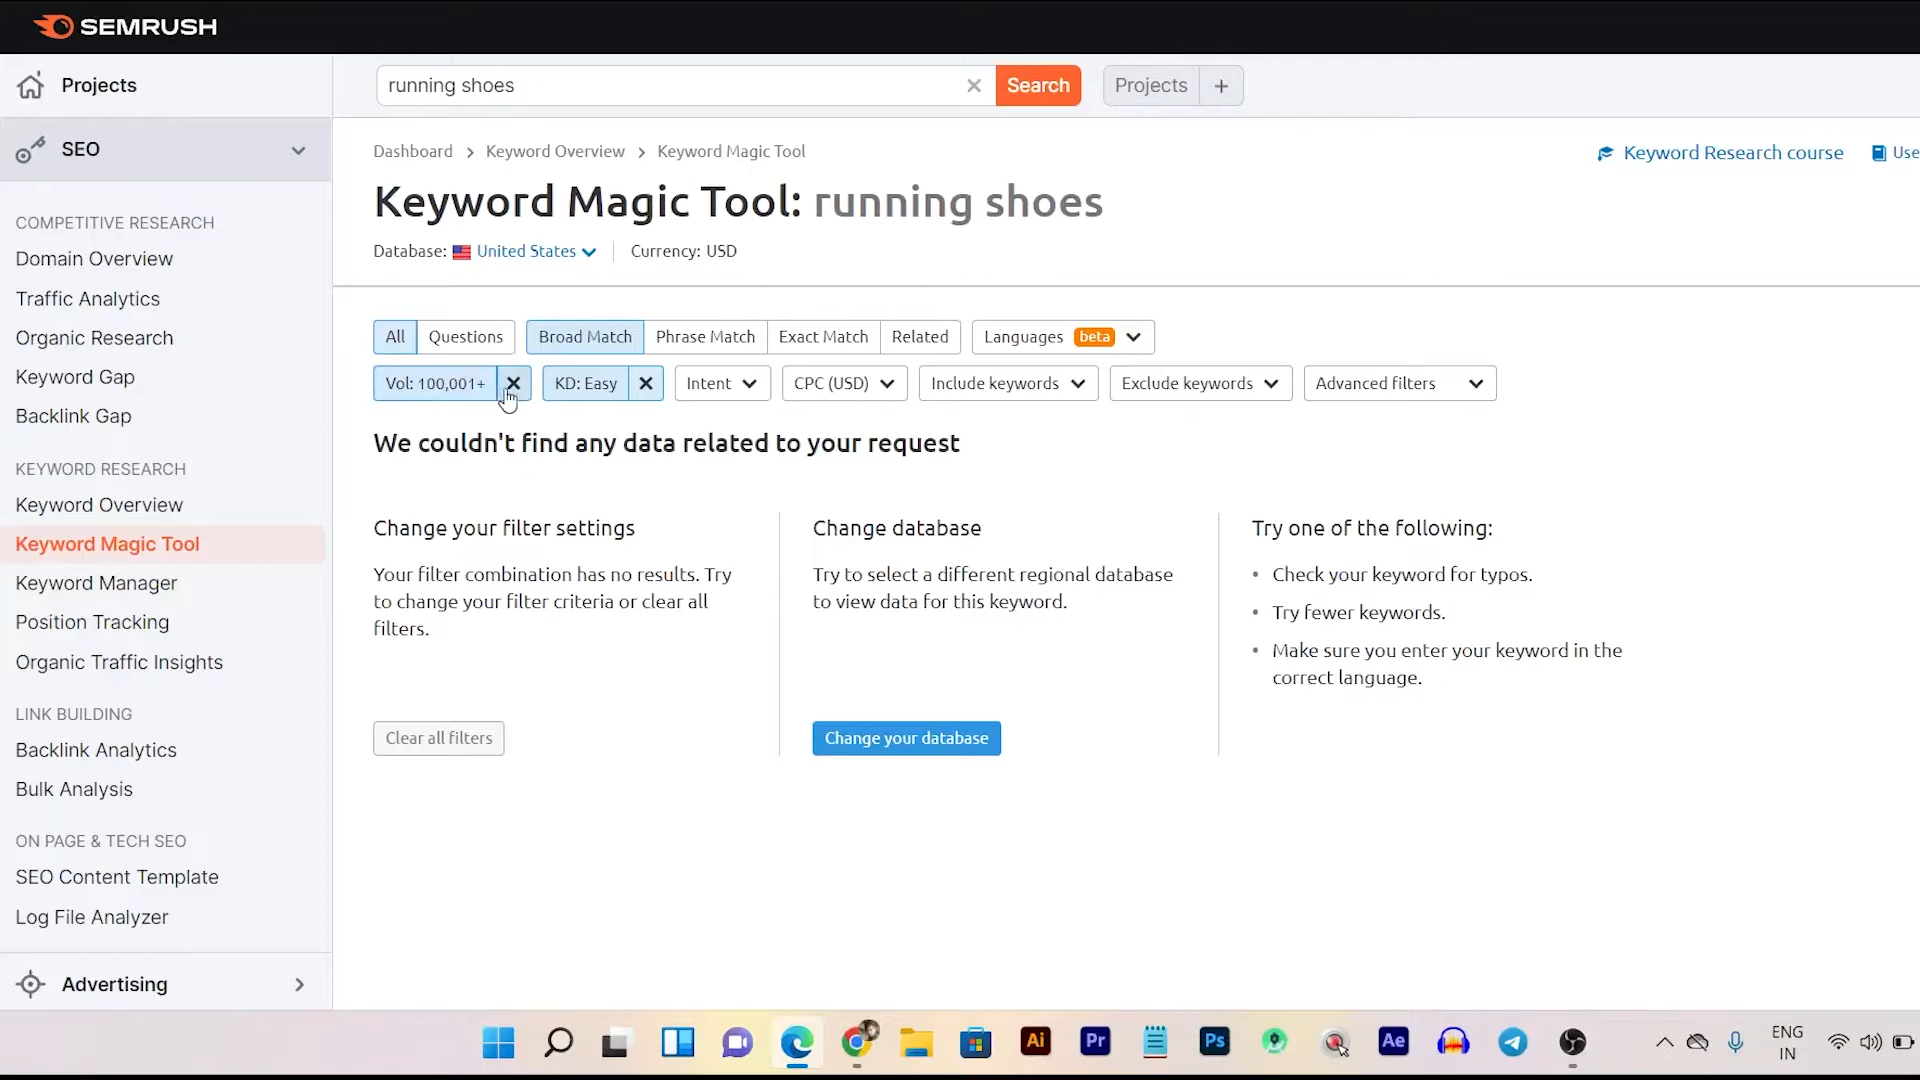 SEMRUSH
Projects
SEO
COMPETITIVE RESEARCH
Domain Overview
Traffic Analytics
Organic Research
Keyword Gap
Backlink Gap
KEYWORD RESEARCH
Keyword Overview
Keyword Magic Tool
Keyword Manager
Position Tracking
Organic Traffic Insights
LINK BUILDING
Backlink Analytics
Bulk Analysis
ON PAGE & TECH SEO
SEO Content Template
Log File Analyzer
Advertising
running shoes
Search
Projects +
Dashboard > Keyword Overview > Keyword Magic Tool
Keyword Research course
Use
Keyword Magic Tool: running shoes
Database: United States
Currency: USD
All Questions Broad Match Phrase Match Exact Match Related Languages beta
Vol: 100,001+ KD: Easy Intent CPC (USD) Include keywords Exclude keywords Advanced filters
We couldn't find any data related to your request
Change your filter settings
Your filter combination has no results. Try
to change your filter criteria or clear all
filters.
Clear all filters
Change database
Try to select a different regional database
to view data for this keyword.
Change your database
Try one of the following:
• Check your keyword for typos.
• Try fewer keywords.
• Make sure you enter your keyword in the
correct language.
Ai
Pr
Ps
Ae
ENG
IN